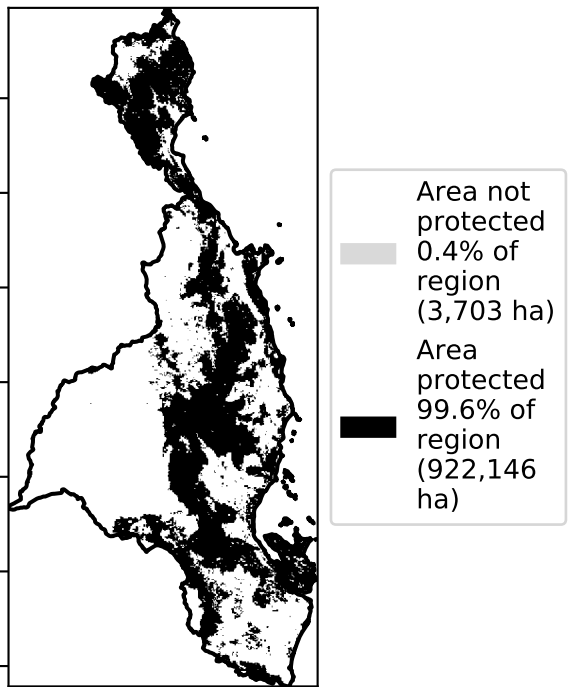 Area not
protected
0.4% of
region
(3,703 ha)
Area
protected
99.6% of
region
(922,146
ha)